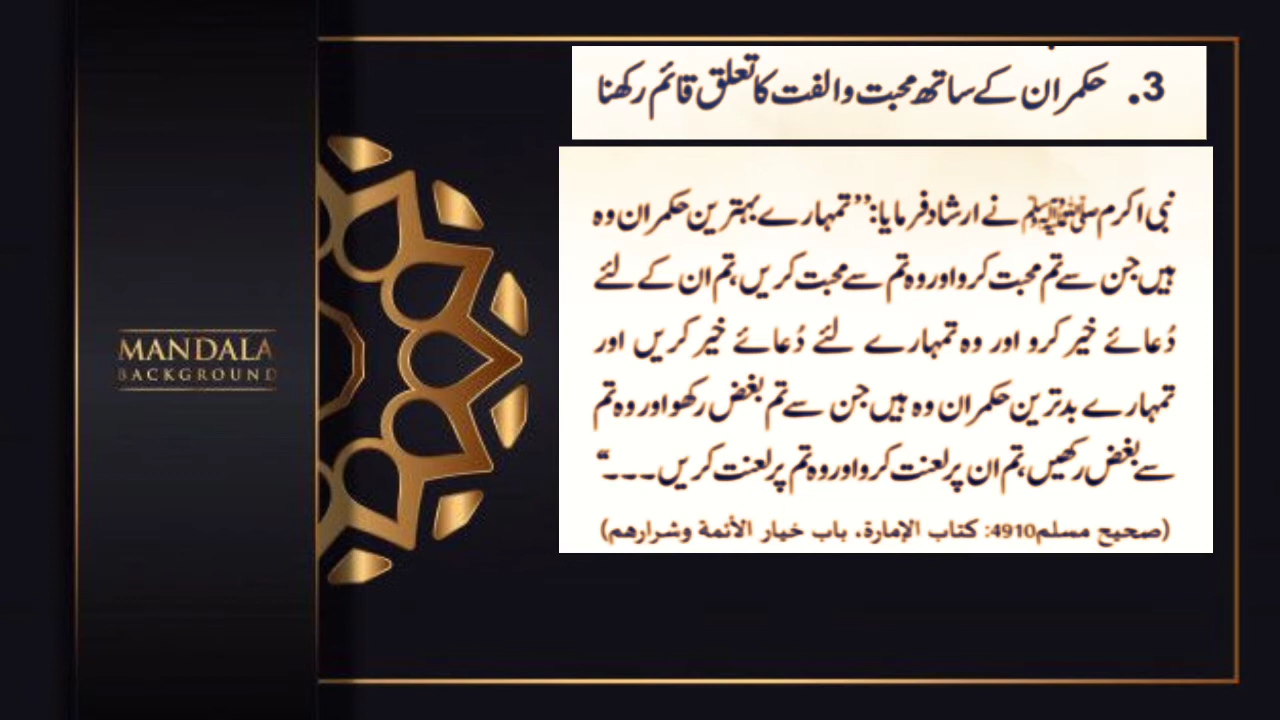 MANDALA
BACKGROUND
3. حکمران کے ساتھ محبت والفت کا تعلق قائم رکھنا
نبی اکرم ﷺ نے ارشاد فرمایا: ’’تمہارے بہترین حکمران وہ
ہیں جن سے تم محبت کرو اور وہ تم سے محبت کریں، تم ان کے لئے
دُعائے خیر کرو اور وہ تمہارے لئے دُعائے خیر کریں اور
تمہارے بدترین حکمران وہ ہیں جن سے تم بغض رکھو اور وہ تم
سے بغض رکھیں، تم ان پر لعنت کرو اور وہ تم پر لعنت کریں۔۔۔‘‘
(صحيح مسلم4910: كتاب الإمارة، باب خيار الأئمة وشرارهم)